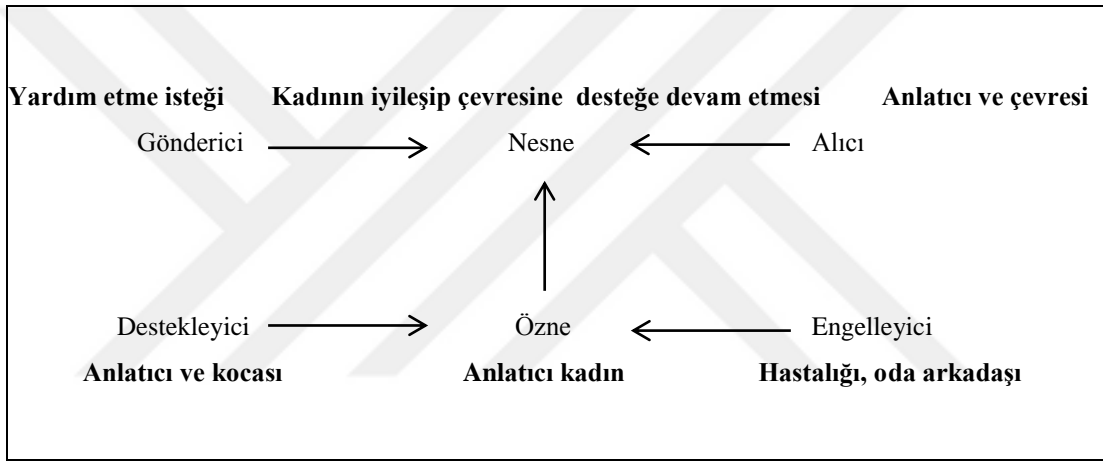 Yardım etme isteği Kadının iyileşip çevresine desteğe devam etmesi Anlatıcı ve çevresi
Gönderici Nesne Alıcı
Destekleyici Özne Engelleyici
Anlatıcı ve kocası Anlatıcı kadın Hastalığı, oda arkadaşı